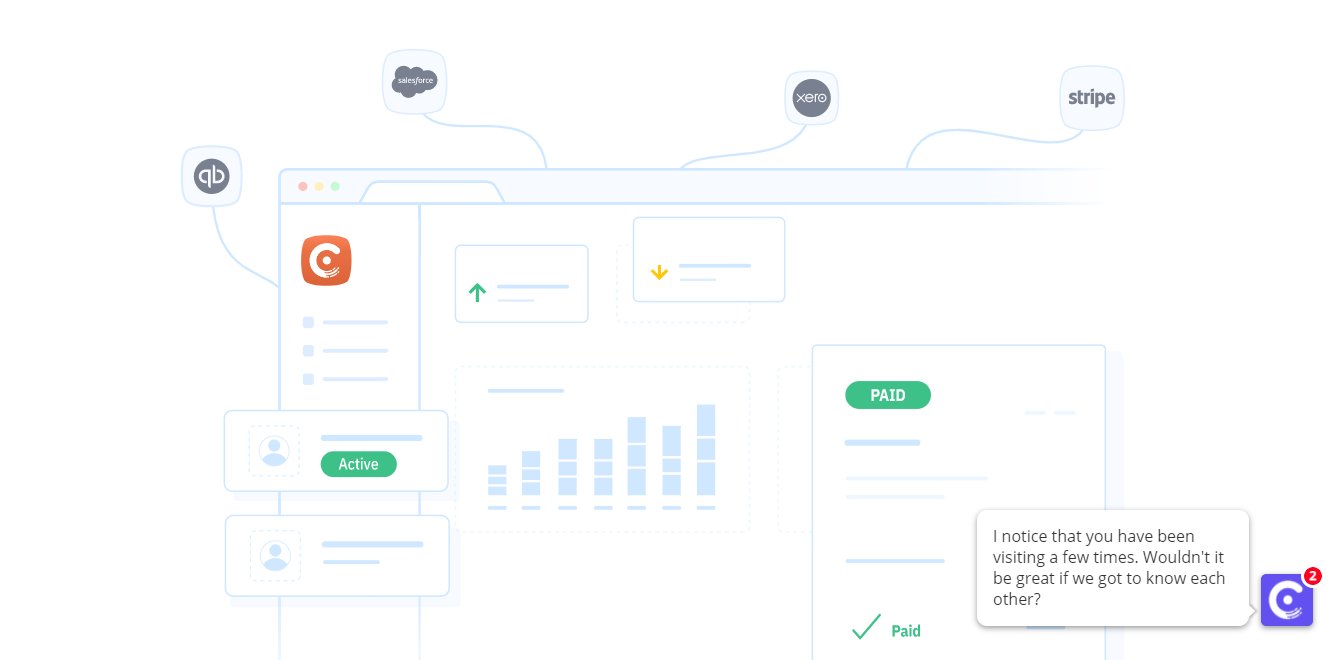 salesforce
xero
stripe
qb
PAID
Active
I notice that you have been
visiting a few times. Wouldn't it
be great if we got to know each
other?
2
Paid